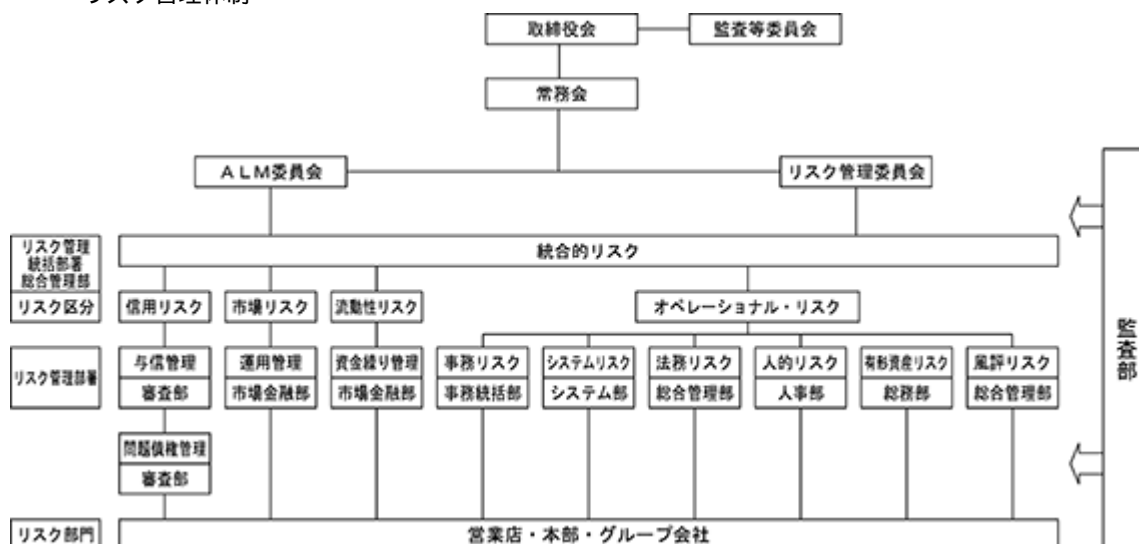 リスク管理体制
取締役会
監査等委員会
常務会
ALM委員会
リスク管理委員会
リスク管理
統括部署
総合管理部
統合的リスク
リスク区分
信用リスク
市場リスク
流動性リスク
オペレーショナル・リスク
リスク管理部署
与信管理
審査部
運用管理
市場金融部
資金繰り管理
市場金融部
事務リスク
事務統括部
システムリスク
システム部
法務リスク
総合管理部
人的リスク
人事部
有形資産リスク
総務部
風評リスク
総合管理部
問題債権管理
審査部
リスク部門
営業店・本部・グループ会社
監査部